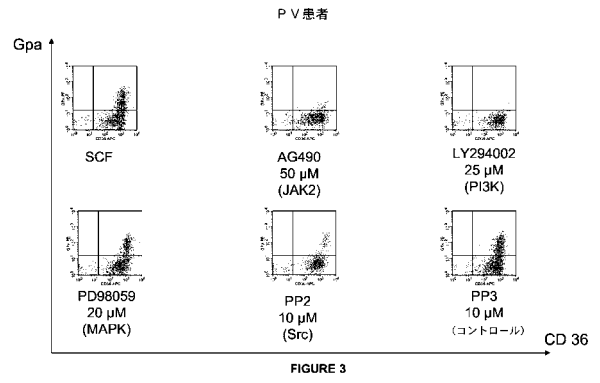 PV患者
Gpa
SCF
AG490
50 µM
(JAK2)
LY294002
25 µM
(PI3K)
PD98059
20 µM
(MAPK)
PP2
10 µM
(Src)
PP3
10 µM
(コントロール)
CD 36
FIGURE 3